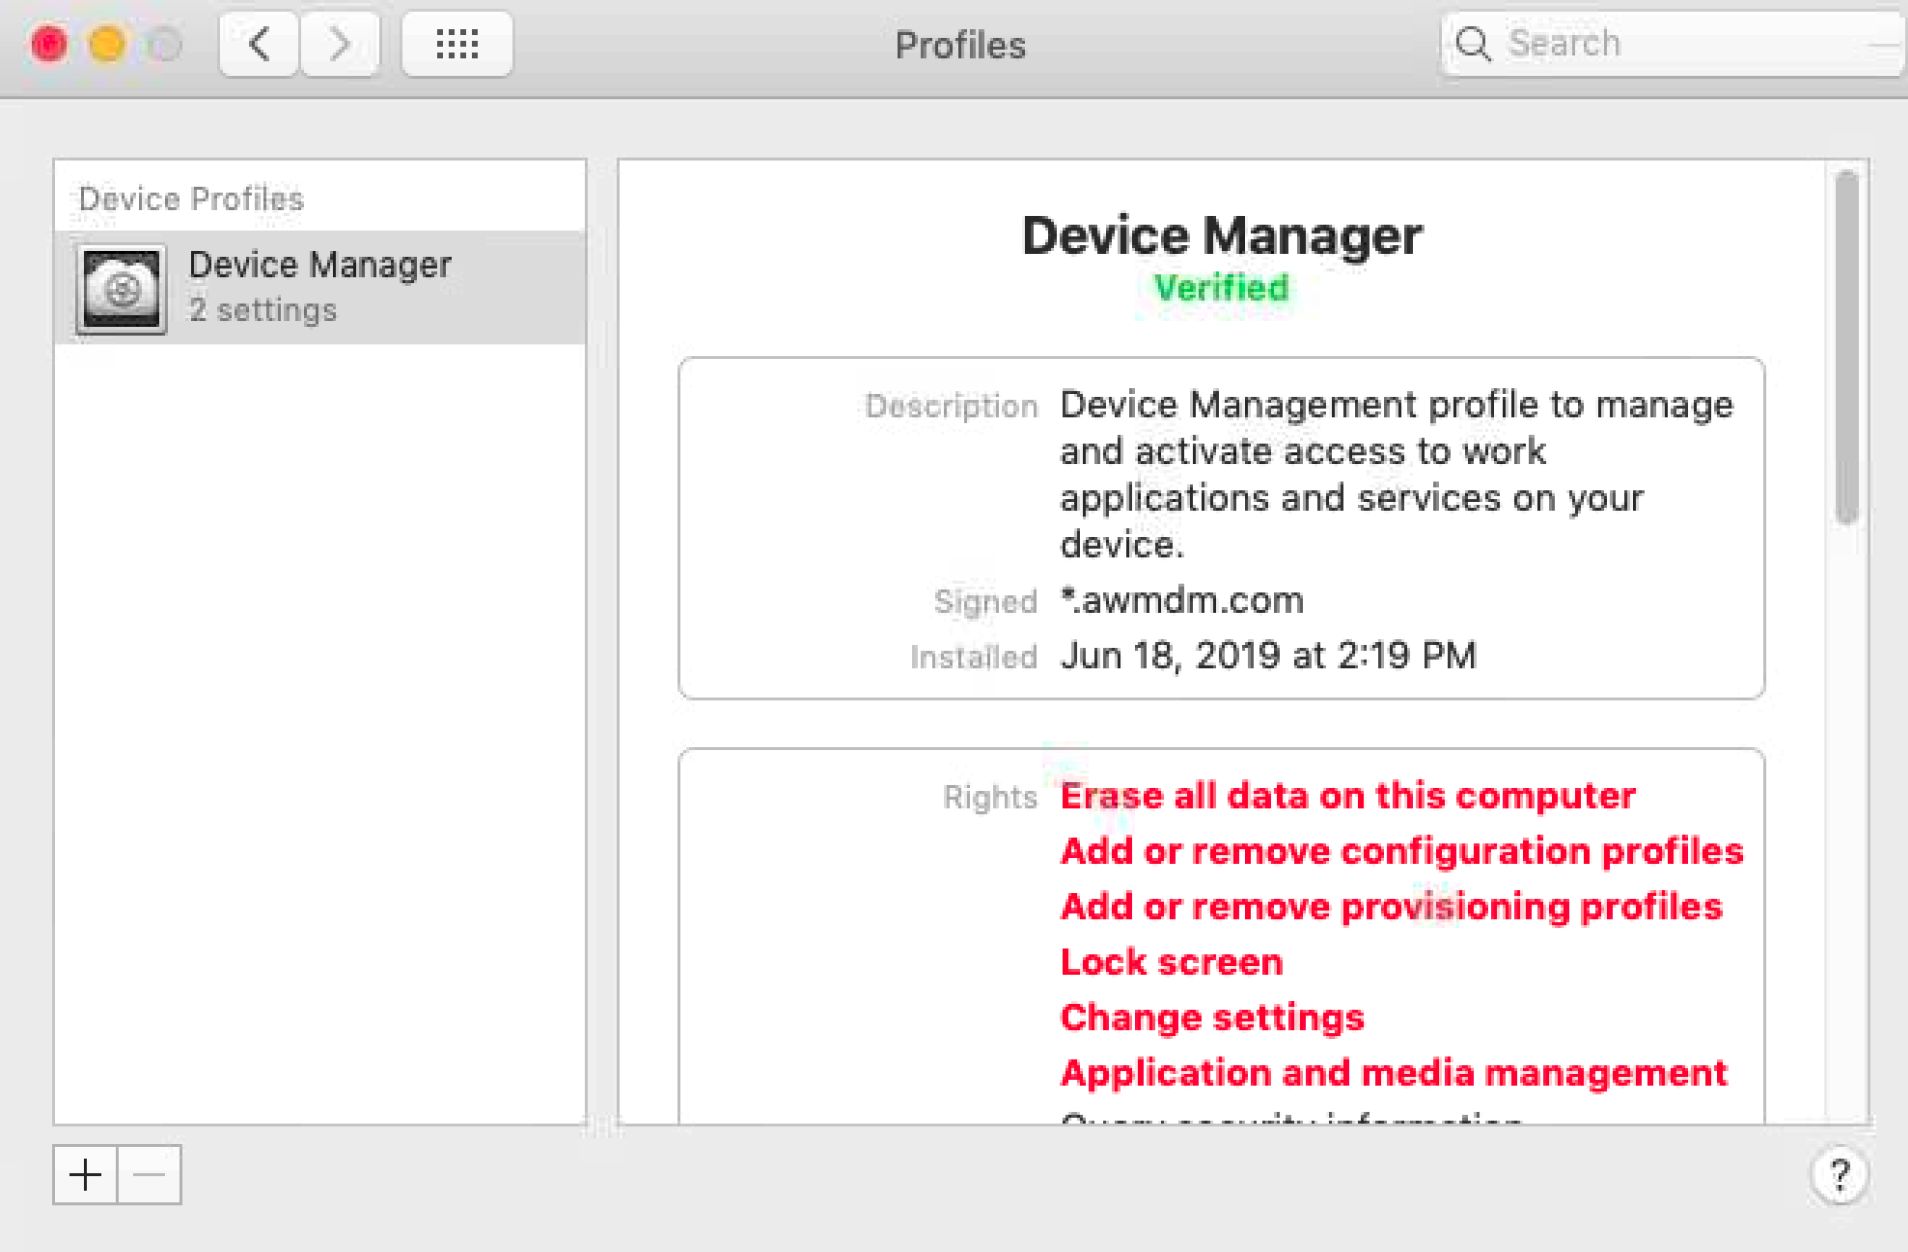 Profiles
Search
Device Profiles
Device Manager
2 settings
Device Manager
Verified
Description Device Management profile to manage
and activate access to work
applications and services on your
device.
Signed *.awmdm.com
Installed Jun 18, 2019 at 2:19 PM
Rights Erase all data on this computer
Add or remove configuration profiles
Add or remove provisioning profiles
Lock screen
Change settings
Application and media management
Query security information
+ −
?